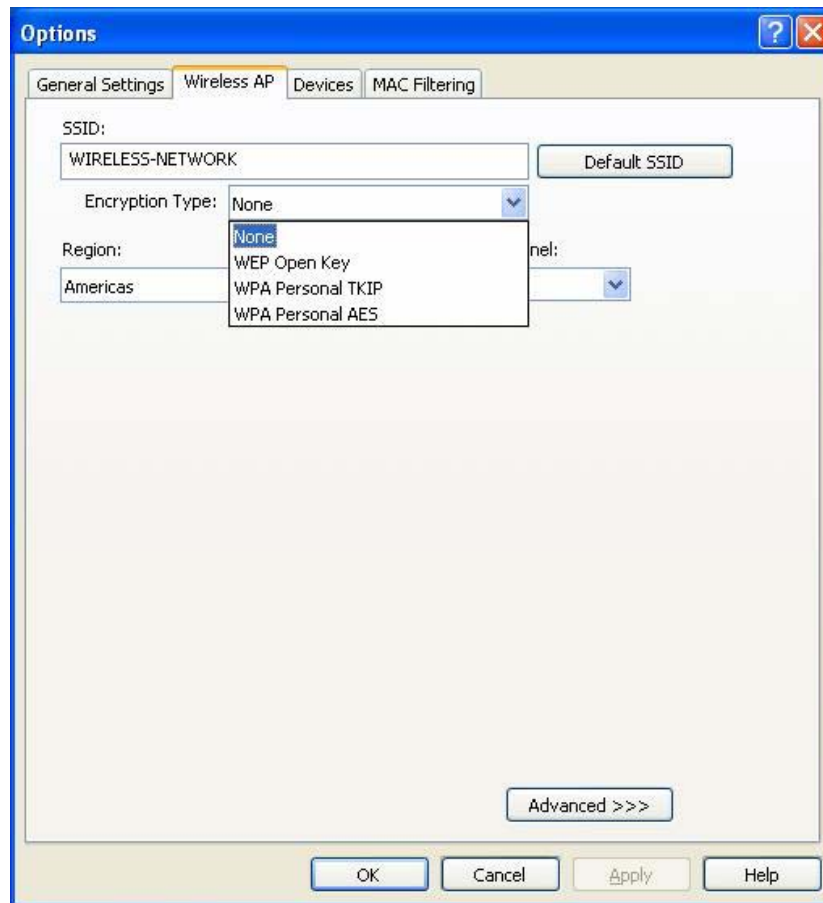 Options
General Settings Wireless AP Devices MAC Filtering
SSID:
WIRELESS-NETWORK Default SSID
Encryption Type: None
None
WEP Open Key
WPA Personal TKIP
WPA Personal AES
Region: nel:
Americas
Advanced >>>
OK Cancel Apply Help